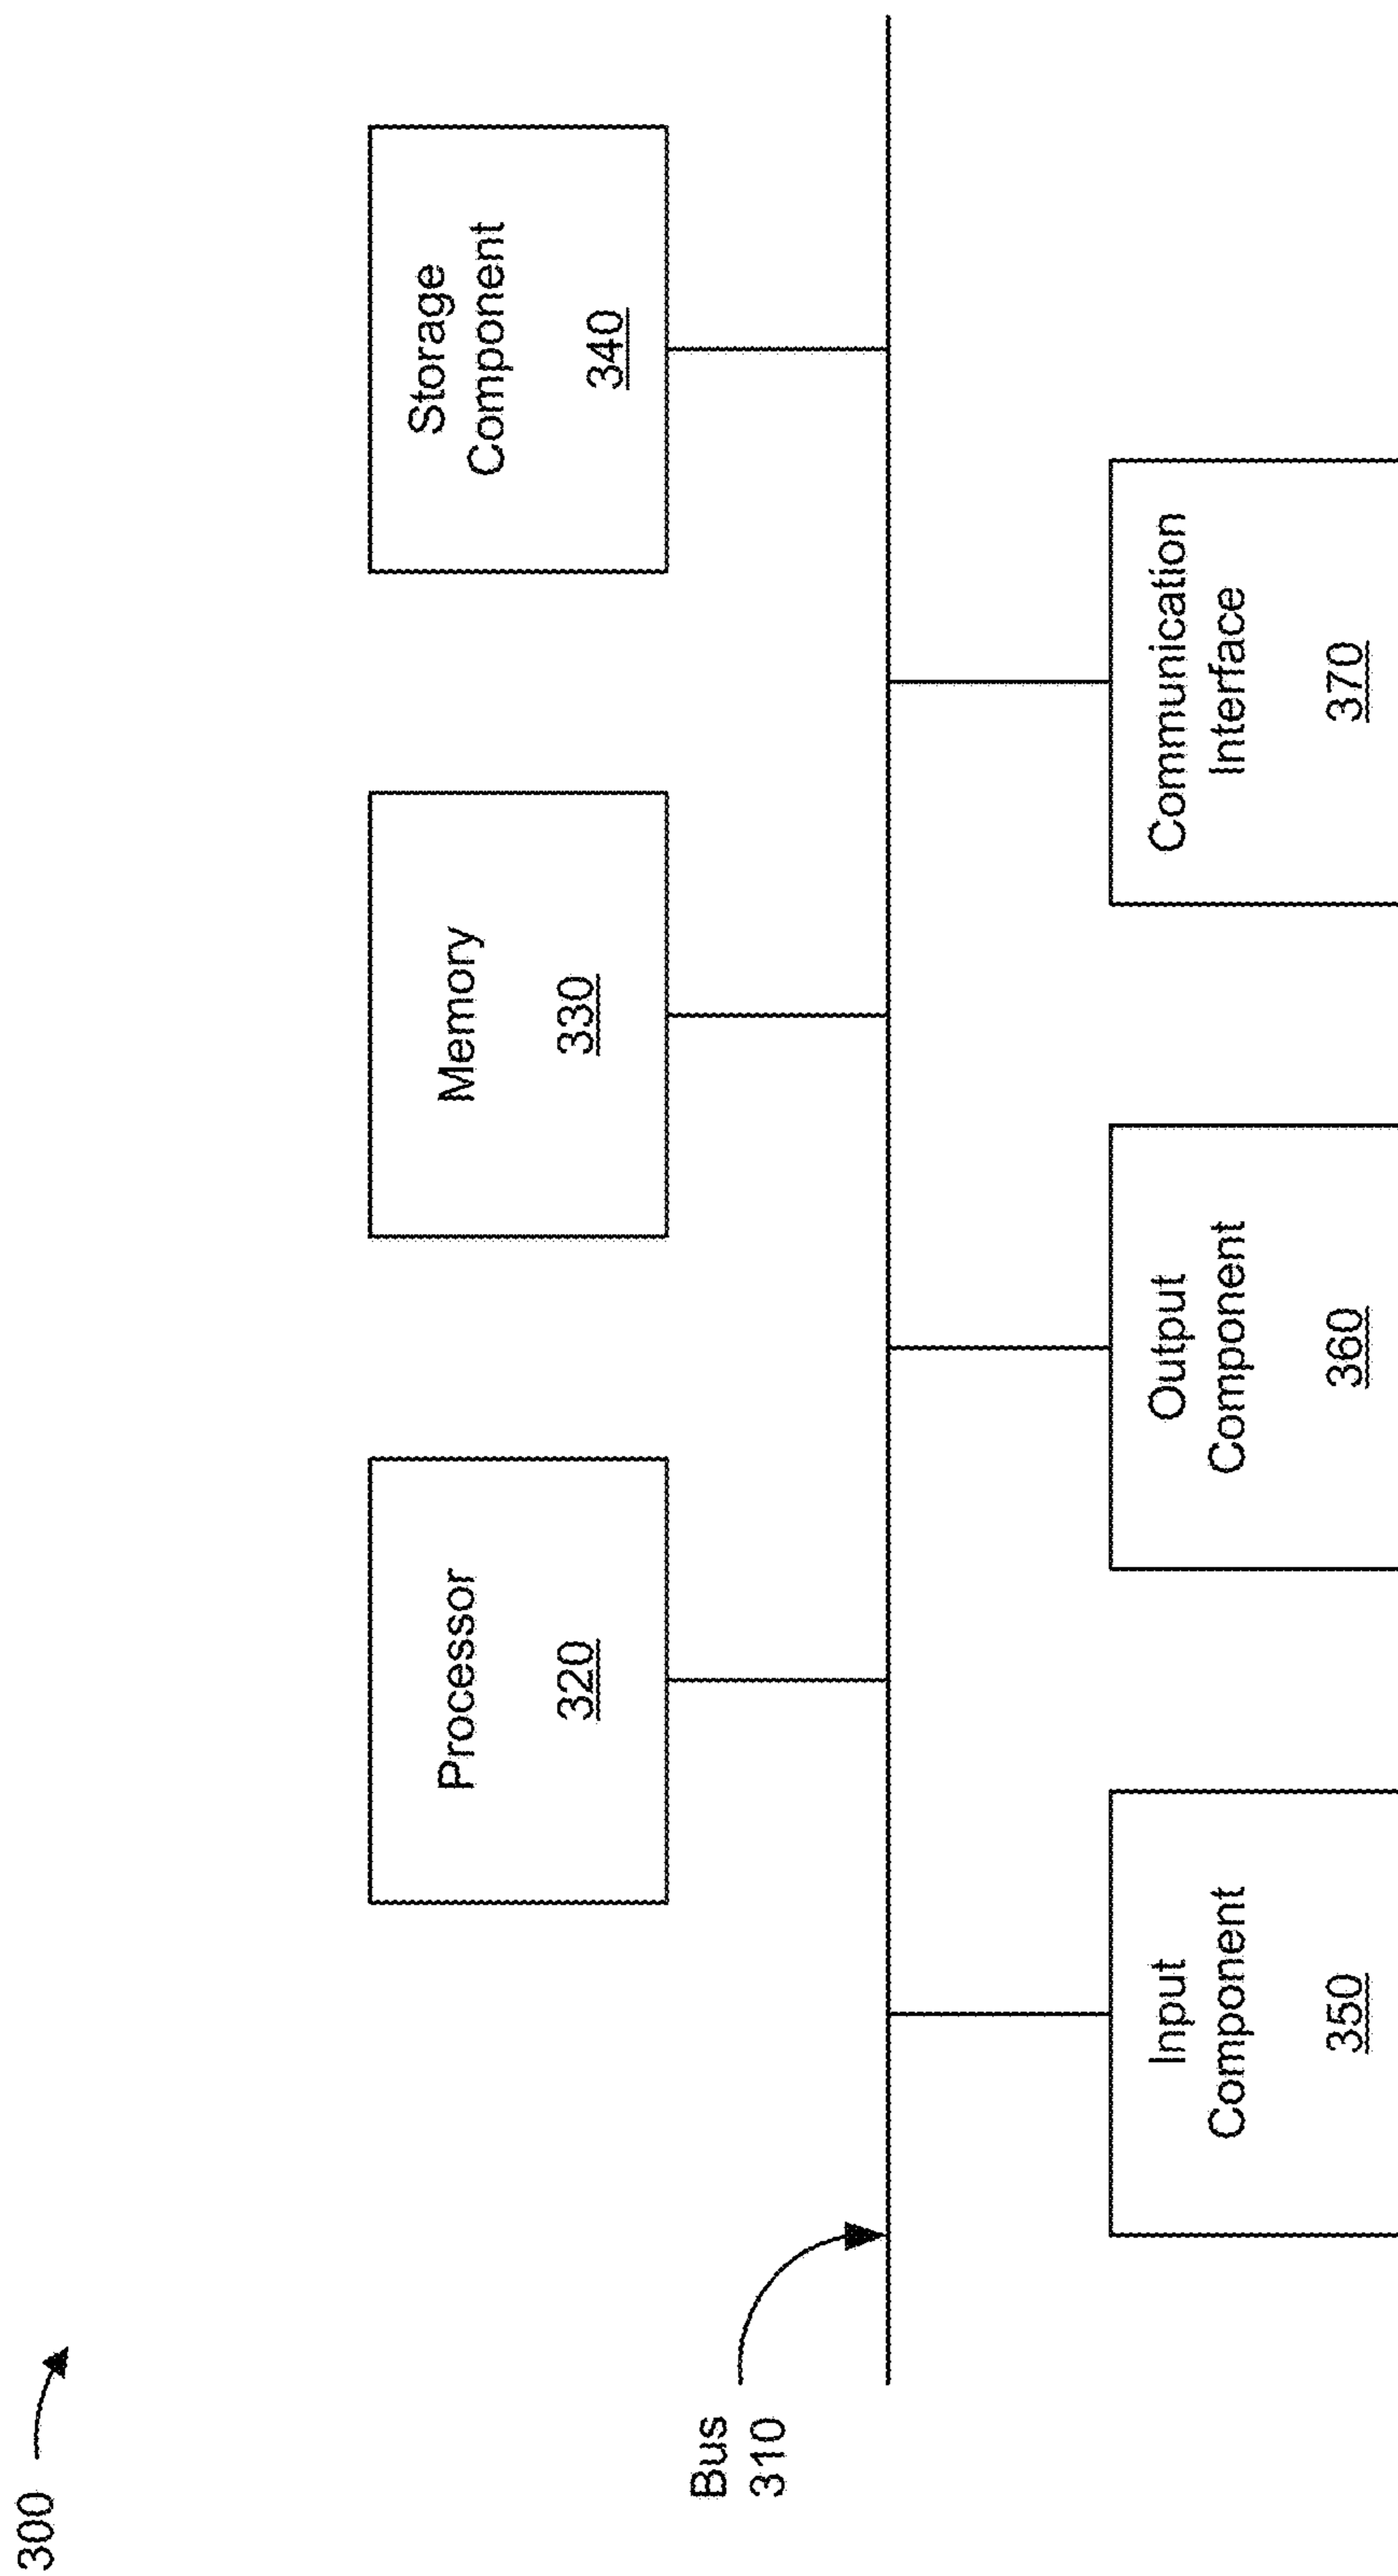 300
Processor
320
Memory
330
Storage
Component
340
Bus
310
Input
Component
350
Output
Component
360
Communication
Interface
370